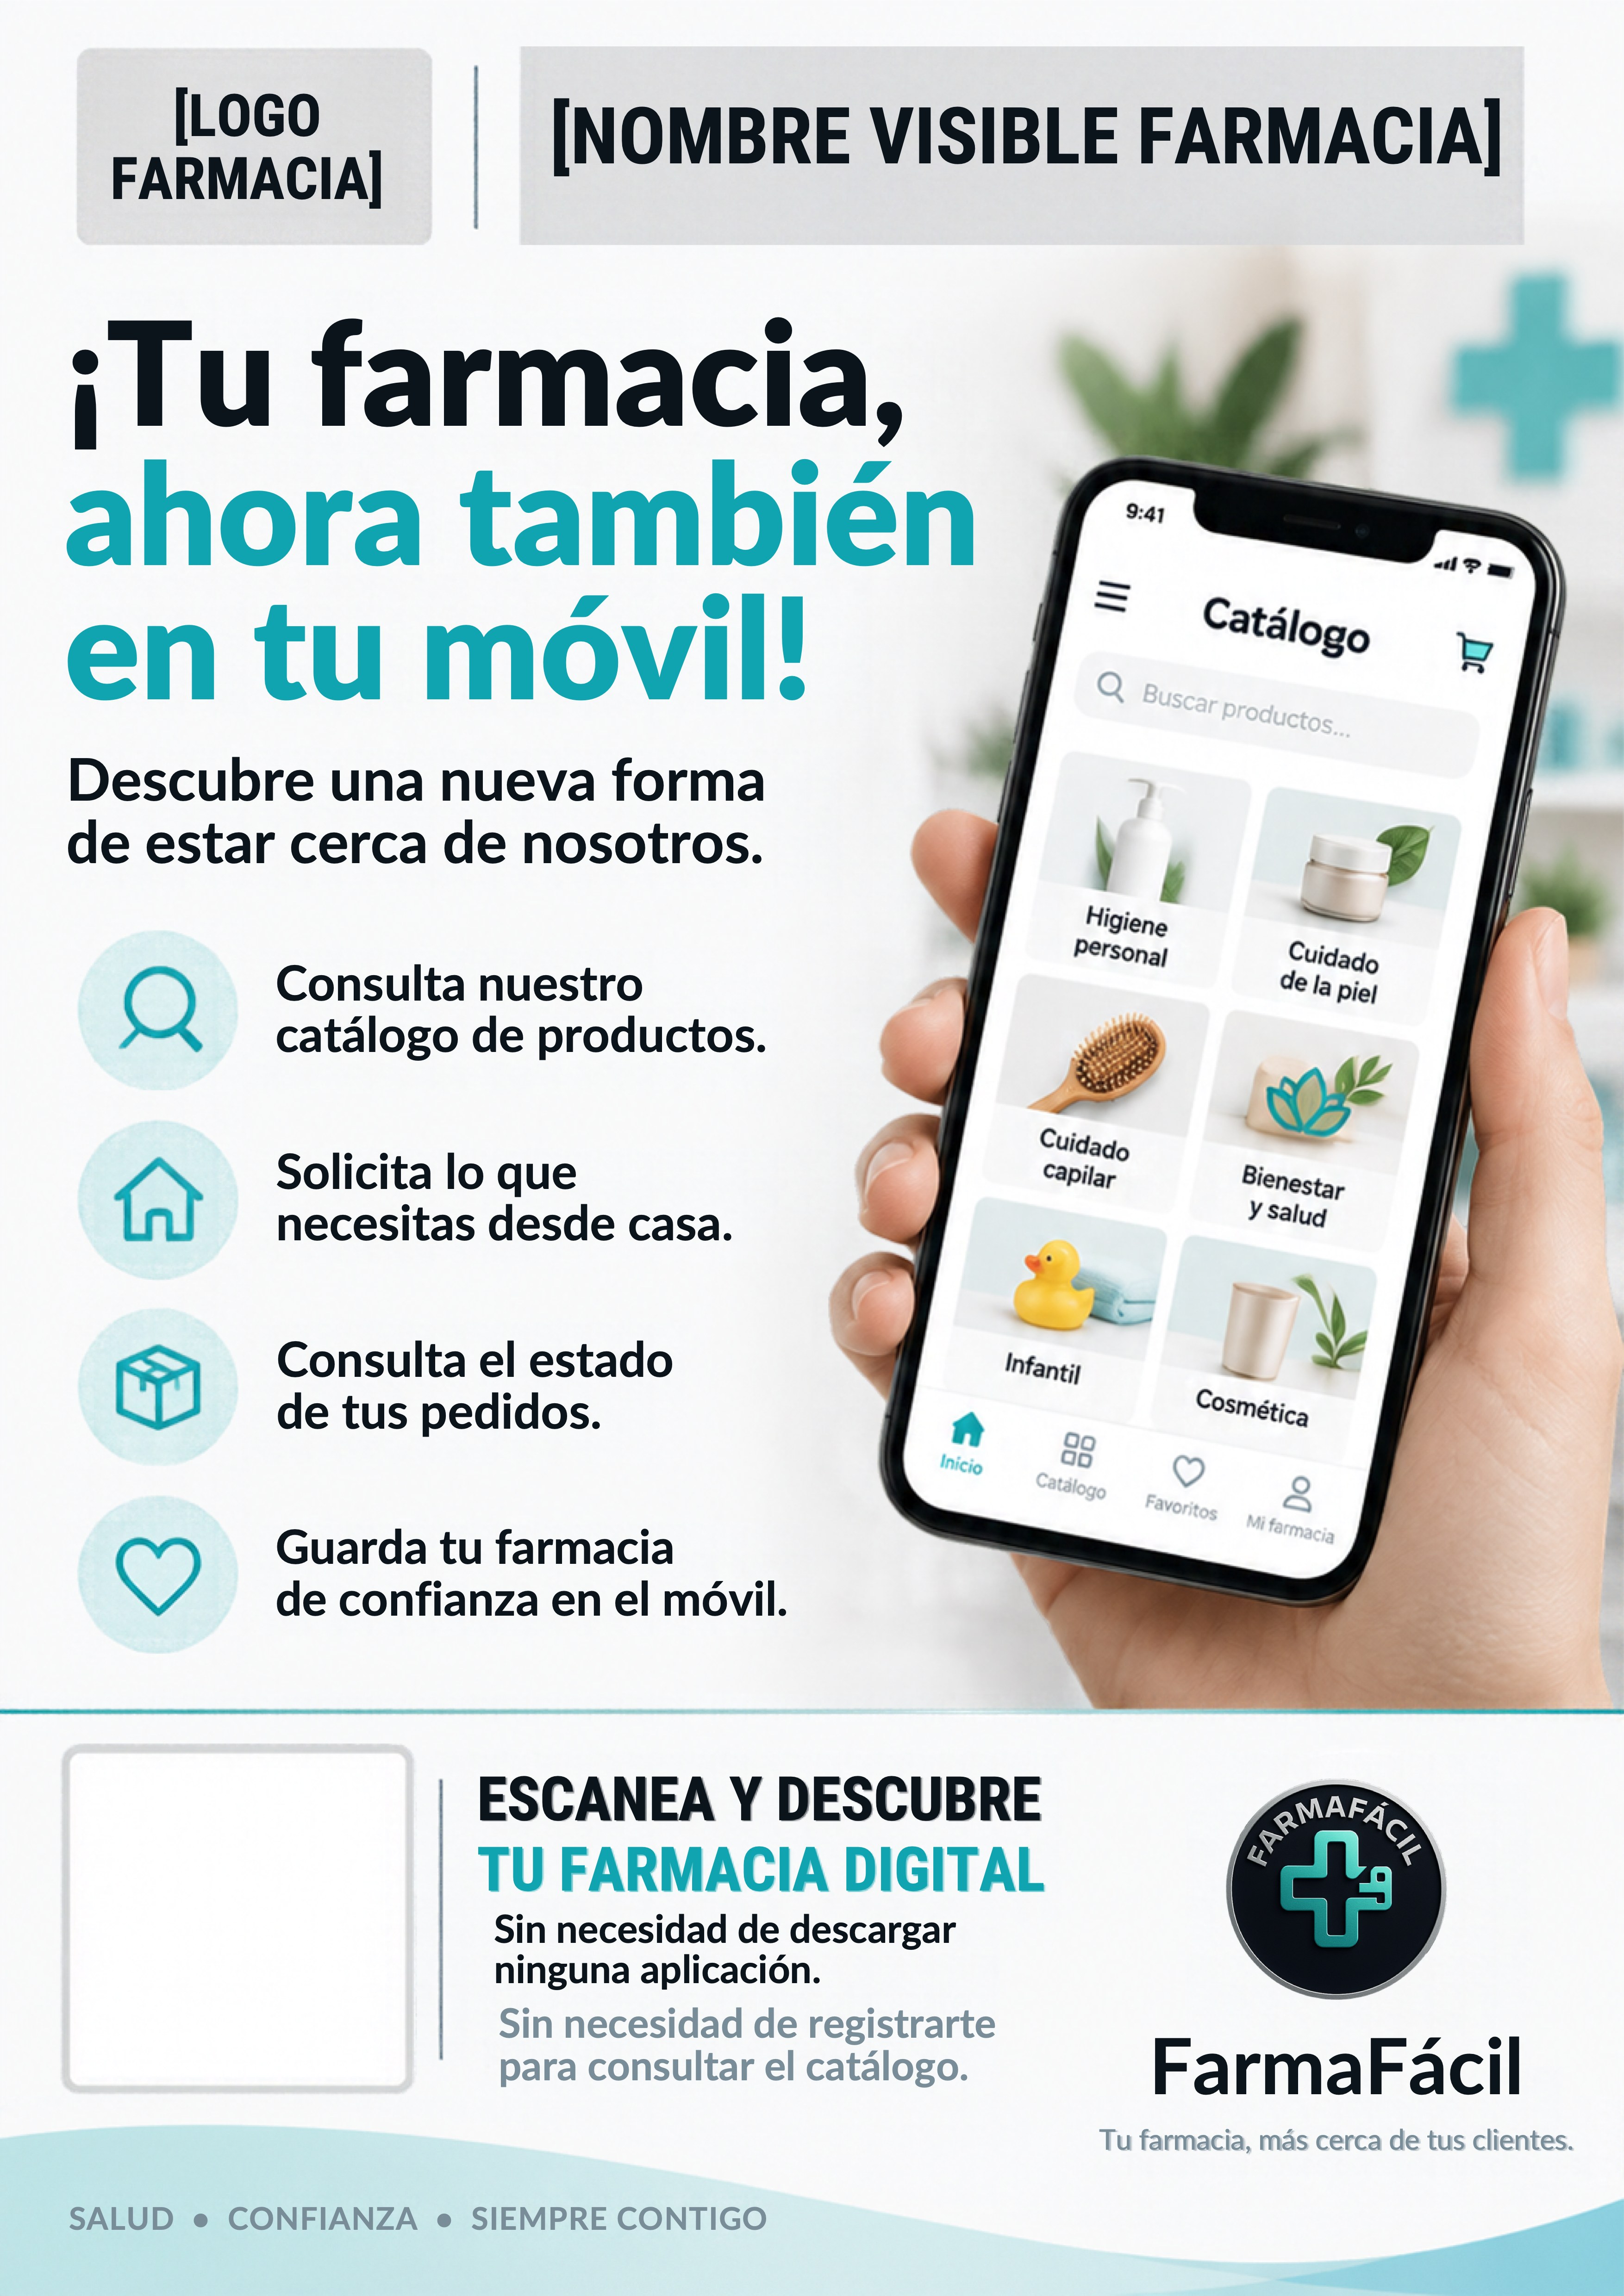 [LOGO
FARMACIA]
[NOMBRE VISIBLE FARMACIA]
¡Tu farmacia,
ahora también
en tu móvil!
Descubre una nueva forma
de estar cerca de nosotros.
Consulta nuestro
catálogo de productos.
Solicita lo que
necesitas desde casa.
Consulta el estado
de tus pedidos.
Guarda tu farmacia
de confianza en el móvil.
9:41
Catálogo
Buscar productos...
Higiene
personal
Cuidado
de la piel
Cuidado
capilar
Bienestar
y salud
Infantil
Cosmética
Inicio
Catálogo
Favoritos
Mi farmacia
ESCANEA Y DESCUBRE
TU FARMACIA DIGITAL
Sin necesidad de descargar
ninguna aplicación.
Sin necesidad de registrarte
para consultar el catálogo.
FARMAFÁCIL
FarmaFácil
Tu farmacia, más cerca de tus clientes.
SALUD ● CONFIANZA ● SIEMPRE CONTIGO